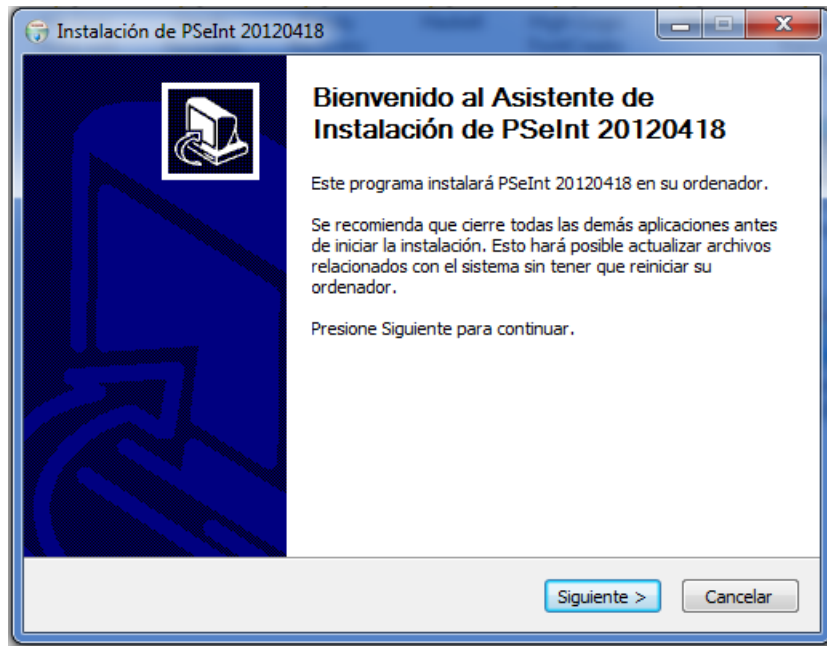 Instalación de PSeInt 20120418
Bienvenido al Asistente de
Instalación de PSeInt 20120418
Este programa instalará PSeInt 20120418 en su ordenador.
Se recomienda que cierre todas las demás aplicaciones antes
de iniciar la instalación. Esto hará posible actualizar archivos
relacionados con el sistema sin tener que reiniciar su
ordenador.
Presione Siguiente para continuar.
Siguiente >
Cancelar